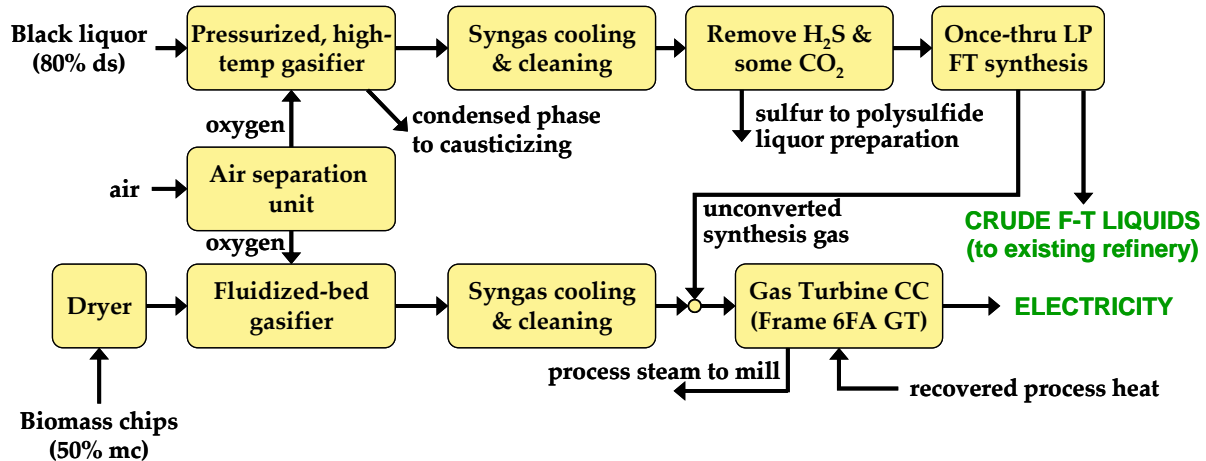 Black liquor
(80% ds)
Pressurized, high-
temp gasifier
Syngas cooling
& cleaning
Remove H₂S &
some CO₂
Once-thru LP
FT synthesis
oxygen
condensed phase
to causticizing
sulfur to polysulfide
liquor preparation
air
Air separation
unit
oxygen
unconverted
synthesis gas
CRUDE F-T LIQUIDS
(to existing refinery)
Dryer
Fluidized-bed
gasifier
Syngas cooling
& cleaning
Gas Turbine CC
(Frame 6FA GT)
ELECTRICITY
process steam to mill
recovered process heat
Biomass chips
(50% mc)